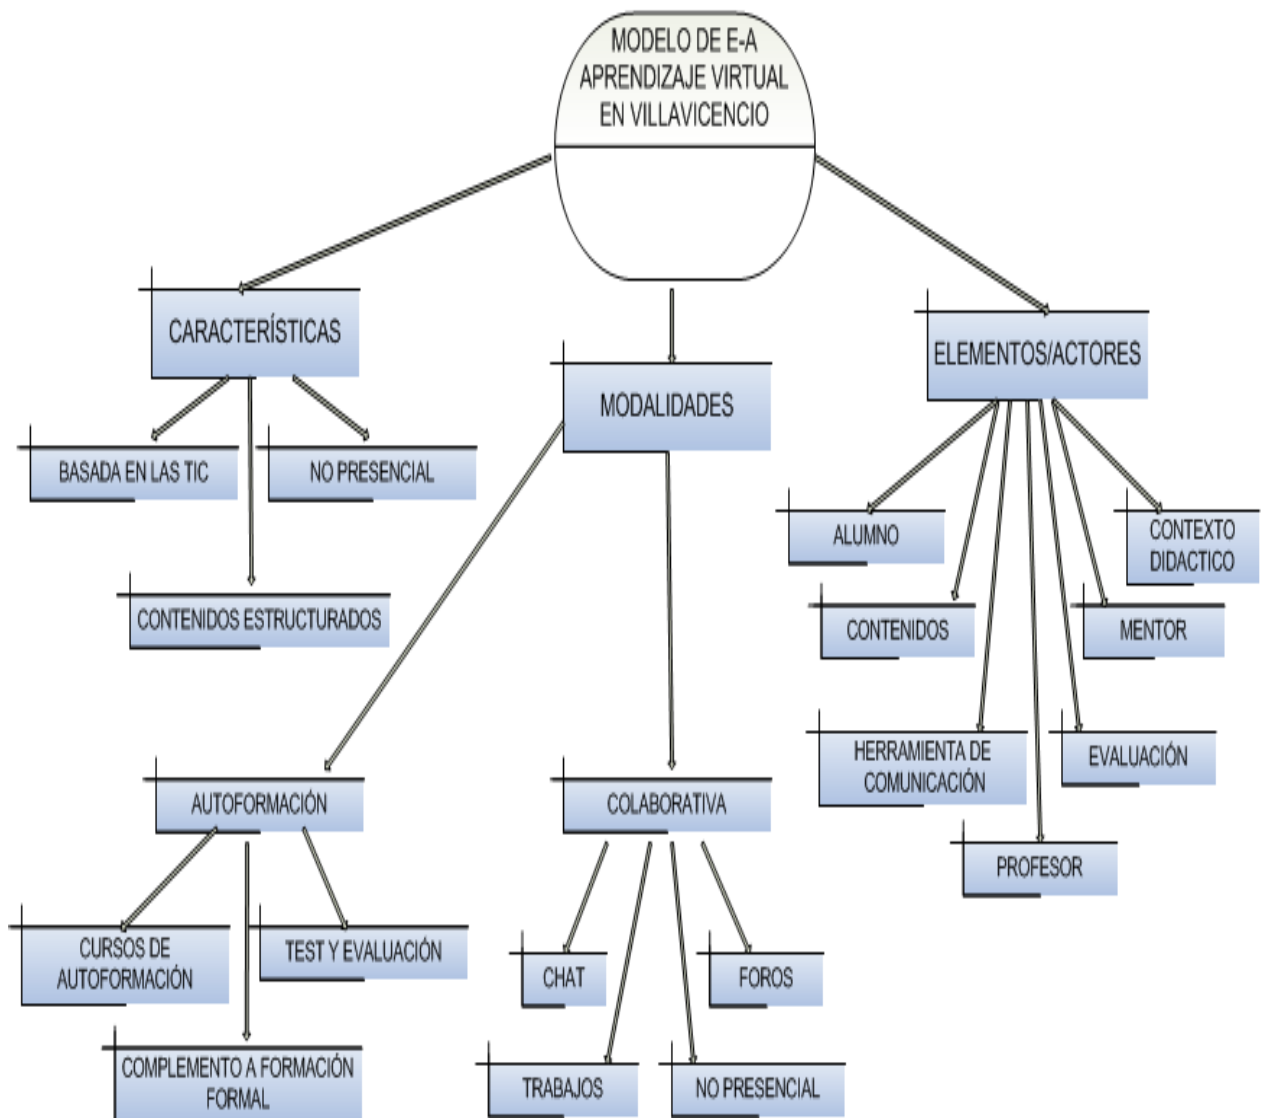 MODELO DE E-A
APRENDIZAJE VIRTUAL
EN VILLAVICENCIO
CARACTERÍSTICAS
MODALIDADES
ELEMENTOS/ACTORES
BASADA EN LAS TIC
NO PRESENCIAL
CONTENIDOS ESTRUCTURADOS
ALUMNO
CONTEXTO
DIDACTICO
CONTENIDOS
MENTOR
HERRAMIENTA DE
COMUNICACIÓN
EVALUACIÓN
PROFESOR
AUTOFORMACIÓN
COLABORATIVA
CURSOS DE
AUTOFORMACIÓN
TEST Y EVALUACIÓN
COMPLEMENTO A FORMACIÓN
FORMAL
CHAT
FOROS
TRABAJOS
NO PRESENCIAL